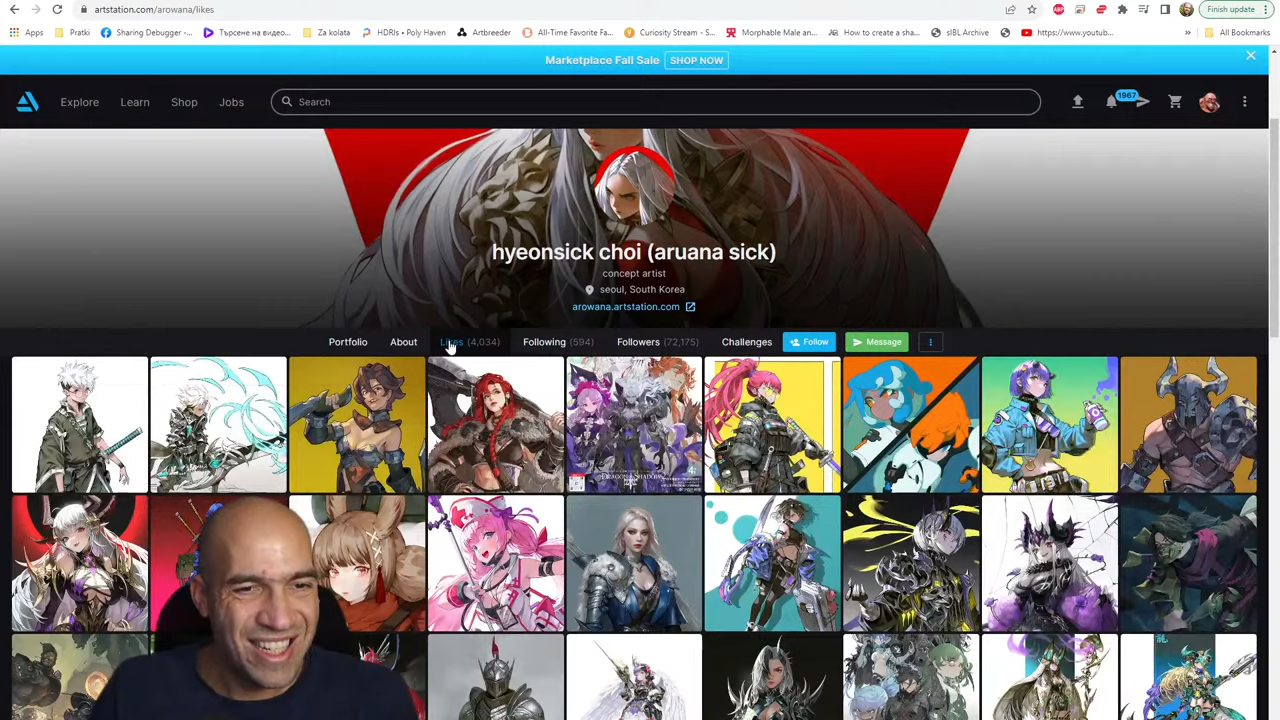 artstation.com/arowana/likes
Finish update
Apps
Pratki
Sharing Debugger -...
Търсене на видео...
Za kolata
HDRIs • Poly Haven
Artbreeder
All-Time Favorite Fa...
Curiosity Stream - S...
Morphable Male an...
How to create a sha...
sIBL Archive
https://www.youtub...
»
All Bookmarks
Marketplace Fall Sale SHOP NOW
Explore Learn Shop Jobs Search 1967
hyeonsick choi (aruana sick)
concept artist
seoul, South Korea
arowana.artstation.com
Portfolio About Likes (4,034) Following (594) Followers (72,175) Challenges Follow Message